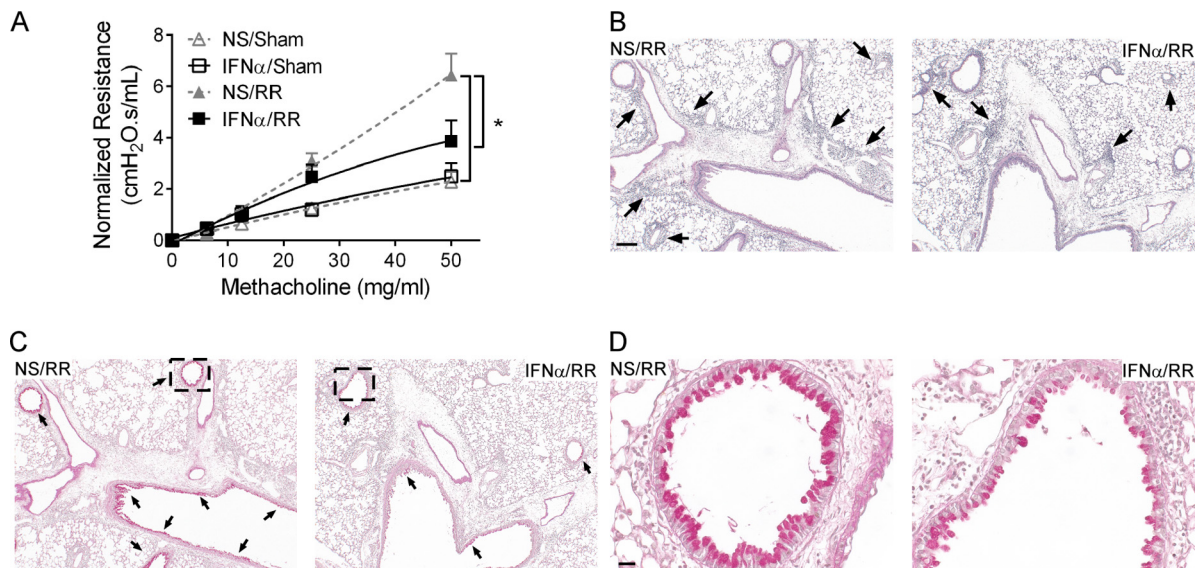 A
Normalized Resistance
(cmH2O.s/mL)
8
6
4
2
0
NS/Sham
IFNα/Sham
NS/RR
IFNα/RR
*
0 10 20 30 40 50
Methacholine (mg/ml)
B
NS/RR
IFNα/RR
C
NS/RR
IFNα/RR
D
NS/RR
IFNα/RR